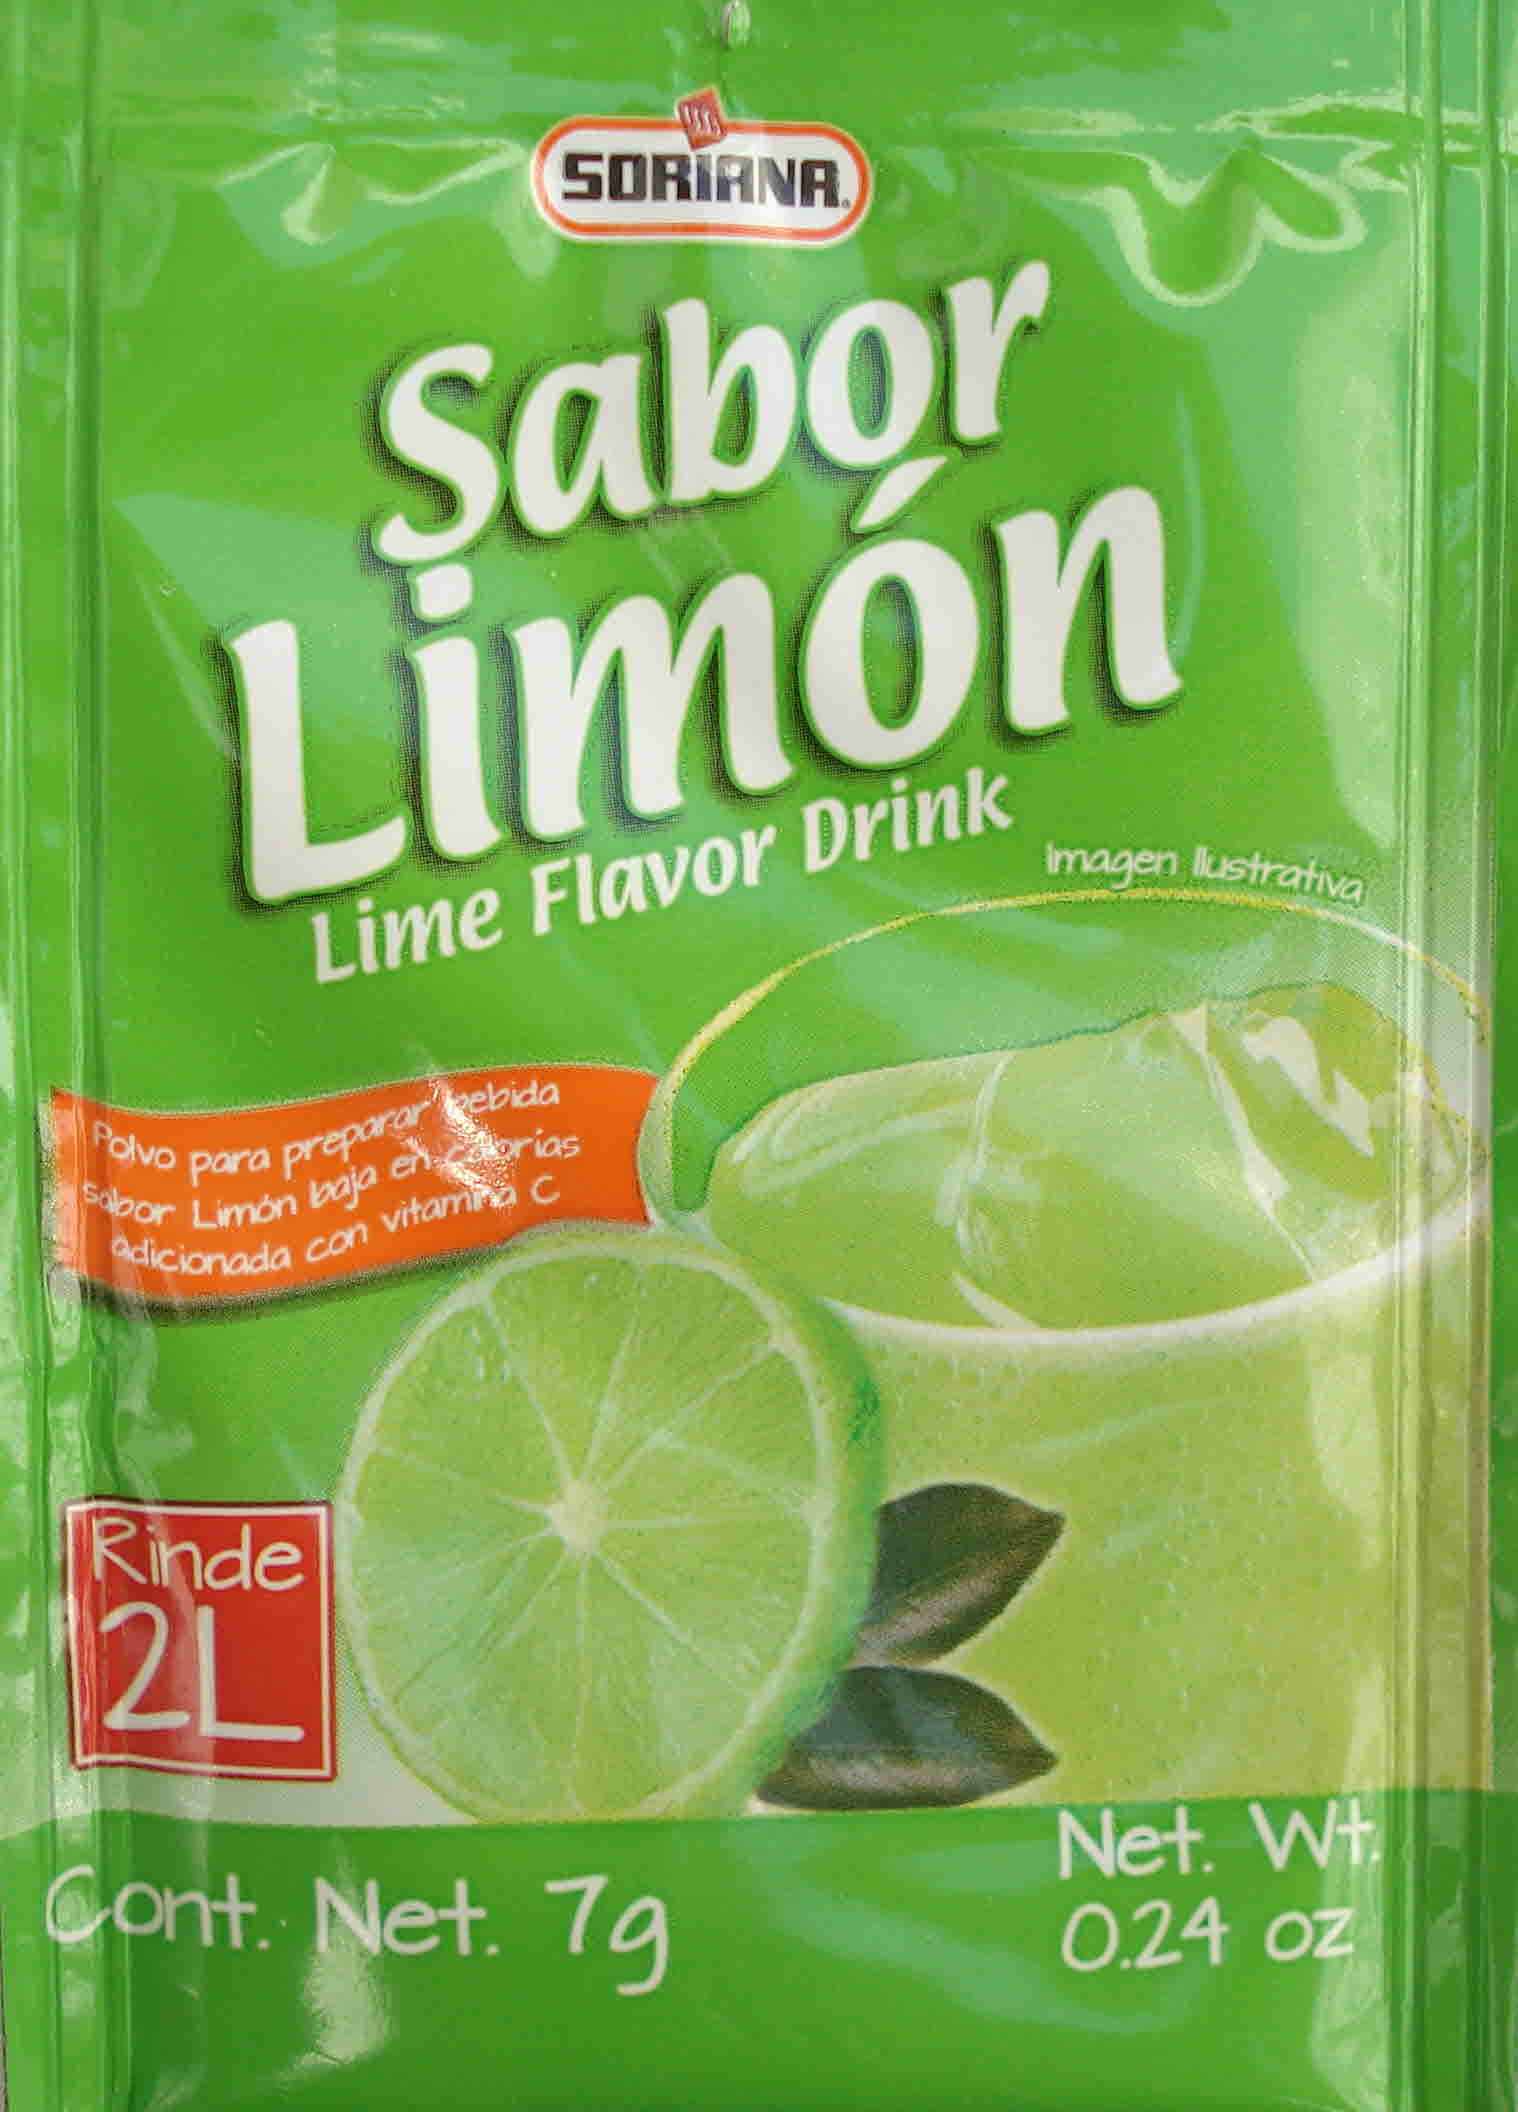 SORIANA
Sabor
Limón
Lime Flavor Drink
Imagen Ilustrativa
Polvo para preparar bebida
sabor Limón baja en calorías
adicionada con vitamina C
Rinde
2L
Cont. Net. 7g
Net. Wt.
0.24 oz